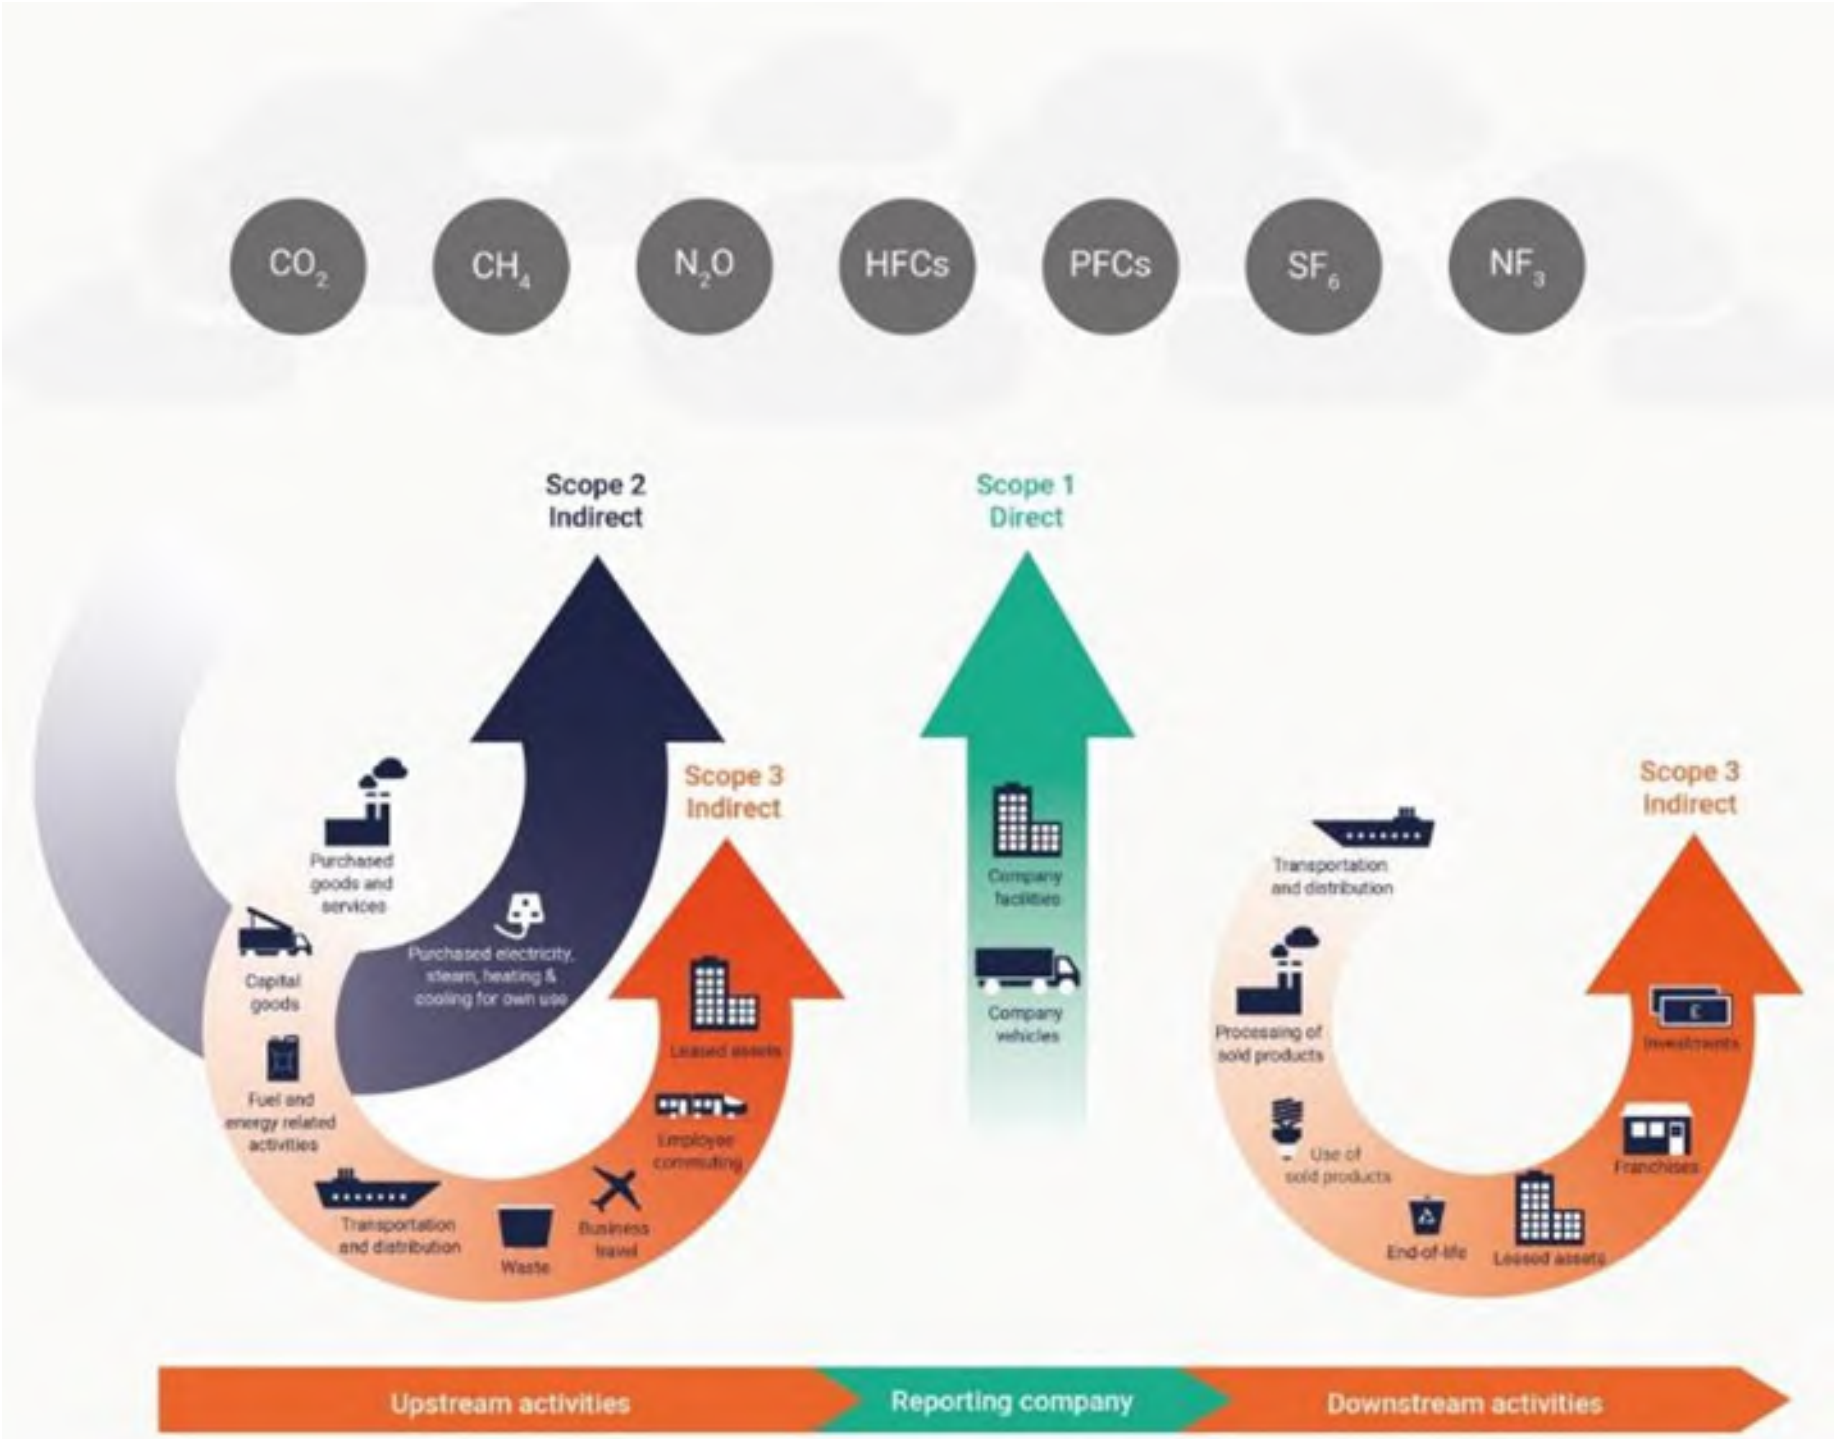 CO₂
CH₄
N₂O
HFCs
PFCs
SF₆
NF₃
Scope 2
Indirect
Scope 1
Direct
Scope 3
Indirect
Scope 3
Indirect
Purchased
goods and
services
Capital
goods
Fuel and
energy related
activities
Transportation
and distribution
Waste
Business
travel
Employee
commuting
Leased assets
Purchased electricity,
steam, heating &
cooling for own use
Company
facilities
Company
vehicles
Transportation
and distribution
Processing of
sold products
Use of
sold products
End-of-life
Leased assets
Franchises
£
Investments
Upstream activities
Reporting company
Downstream activities